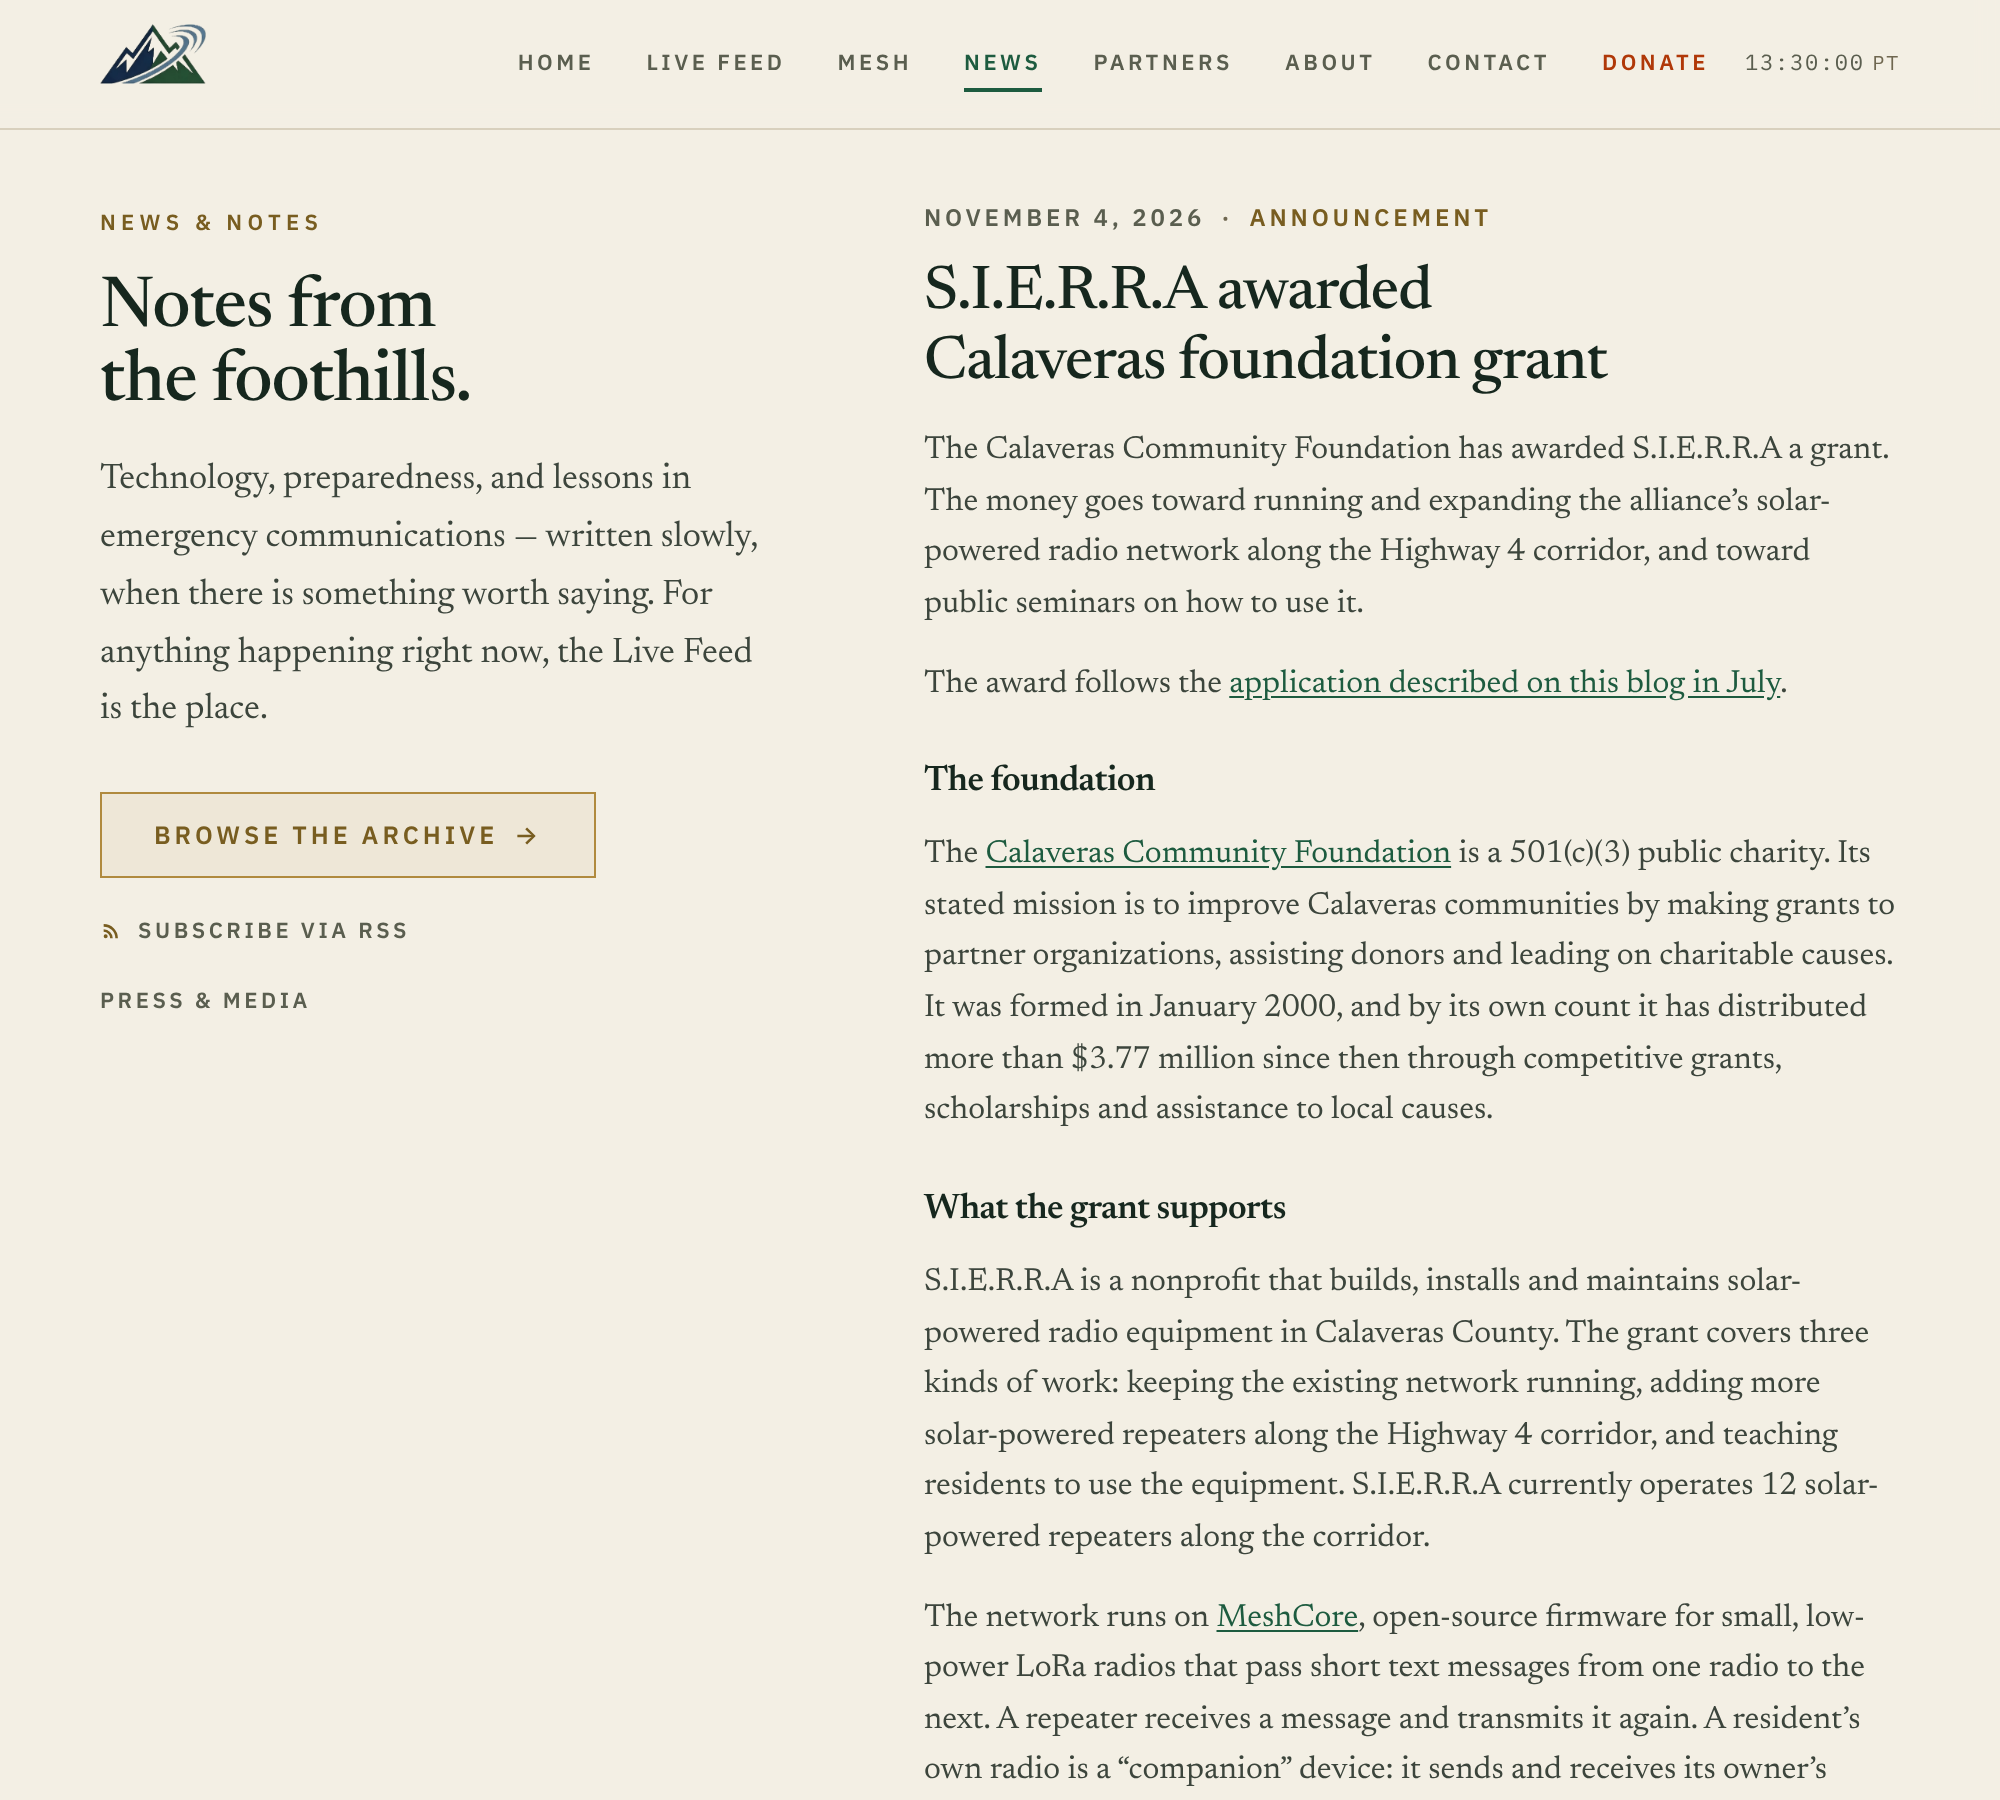 HOME LIVE FEED MESH NEWS PARTNERS ABOUT CONTACT DONATE 13:30:00 PT
NEWS & NOTES
Notes from
the foothills.
Technology, preparedness, and lessons in
emergency communications — written slowly,
when there is something worth saying. For
anything happening right now, the Live Feed
is the place.
BROWSE THE ARCHIVE →
SUBSCRIBE VIA RSS
PRESS & MEDIA
NOVEMBER 4, 2026 · ANNOUNCEMENT
S.I.E.R.R.A awarded
Calaveras foundation grant
The Calaveras Community Foundation has awarded S.I.E.R.R.A a grant.
The money goes toward running and expanding the alliance’s solar-
powered radio network along the Highway 4 corridor, and toward
public seminars on how to use it.
The award follows the application described on this blog in July.
The foundation
The Calaveras Community Foundation is a 501(c)(3) public charity. Its
stated mission is to improve Calaveras communities by making grants to
partner organizations, assisting donors and leading on charitable causes.
It was formed in January 2000, and by its own count it has distributed
more than $3.77 million since then through competitive grants,
scholarships and assistance to local causes.
What the grant supports
S.I.E.R.R.A is a nonprofit that builds, installs and maintains solar-
powered radio equipment in Calaveras County. The grant covers three
kinds of work: keeping the existing network running, adding more
solar-powered repeaters along the Highway 4 corridor, and teaching
residents to use the equipment. S.I.E.R.R.A currently operates 12 solar-
powered repeaters along the corridor.
The network runs on MeshCore, open-source firmware for small, low-
power LoRa radios that pass short text messages from one radio to the
next. A repeater receives a message and transmits it again. A resident’s
own radio is a “companion” device: it sends and receives its owner’s